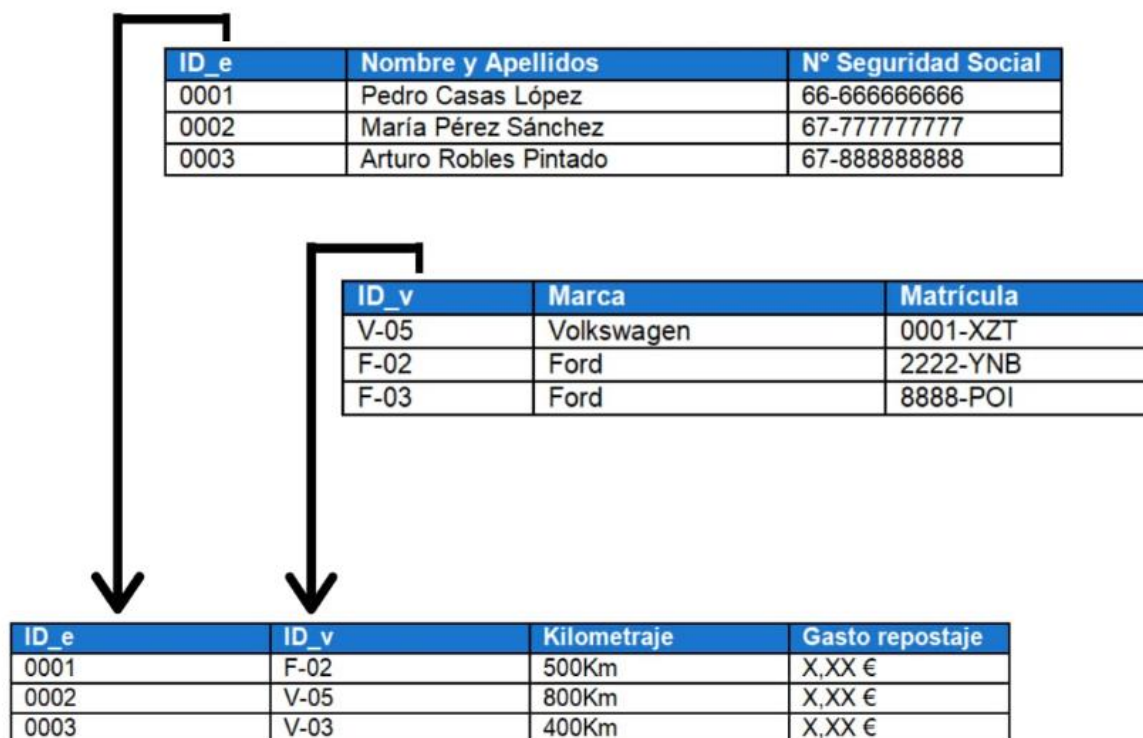 ID_e Nombre y Apellidos Nº Seguridad Social
0001 Pedro Casas López 66-666666666
0002 María Pérez Sánchez 67-777777777
0003 Arturo Robles Pintado 67-888888888
ID_v Marca Matrícula
V-05 Volkswagen 0001-XZT
F-02 Ford 2222-YNB
F-03 Ford 8888-POI
ID_e ID_v Kilometraje Gasto repostaje
0001 F-02 500Km X,XX €
0002 V-05 800Km X,XX €
0003 V-03 400Km X,XX €